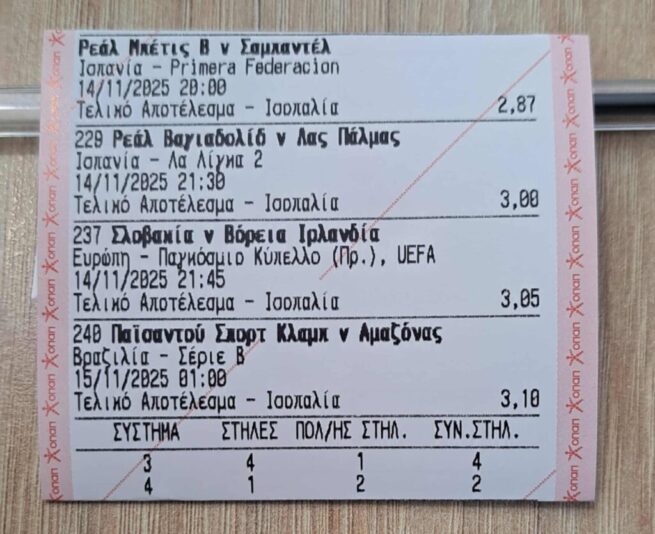 Ρεάλ Μπέτις Β v Σαμπαντέλ
Ισπανία - Primera Federacion
14/11/2025 20:00
Τελικό Αποτέλεσμα - Ισοπαλία 2,87
229 Ρεάλ Βαγιαδολίδ v Λας Πάλμας
Ισπανία - Λα Λίγκα 2
14/11/2025 21:30
Τελικό Αποτέλεσμα - Ισοπαλία 3,00
237 Σλοβακία v Βόρεια Ιρλανδία
Ευρώπη - Παγκόσμιο Κύπελλο (Πρ.), UEFA
14/11/2025 21:45
Τελικό Αποτέλεσμα - Ισοπαλία 3,05
240 Παϊσαντού Σπορτ Κλαμπ v Αμαζόνας
Βραζιλία - Σέριε Β
15/11/2025 01:00
Τελικό Αποτέλεσμα - Ισοπαλία 3,10
ΣΥΣΤΗΜΑ ΣΤΗΛΕΣ ΠΟΛ/ΗΣ ΣΤΗΛ. ΣΥΝ.ΣΤΗΛ.
3 4 1 4
4 1 2 2
οπαπ